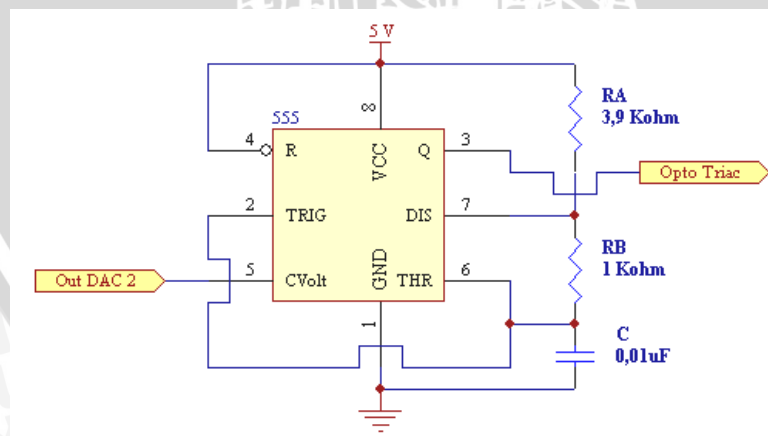 5 V
555
RA
3,9 Kohm
8
4
R
VCC
Q
3
Opto Triac
2
TRIG
DIS
7
RB
1 Kohm
Out DAC 2
5
CVolt
GND
THR
6
1
C
0,01uF